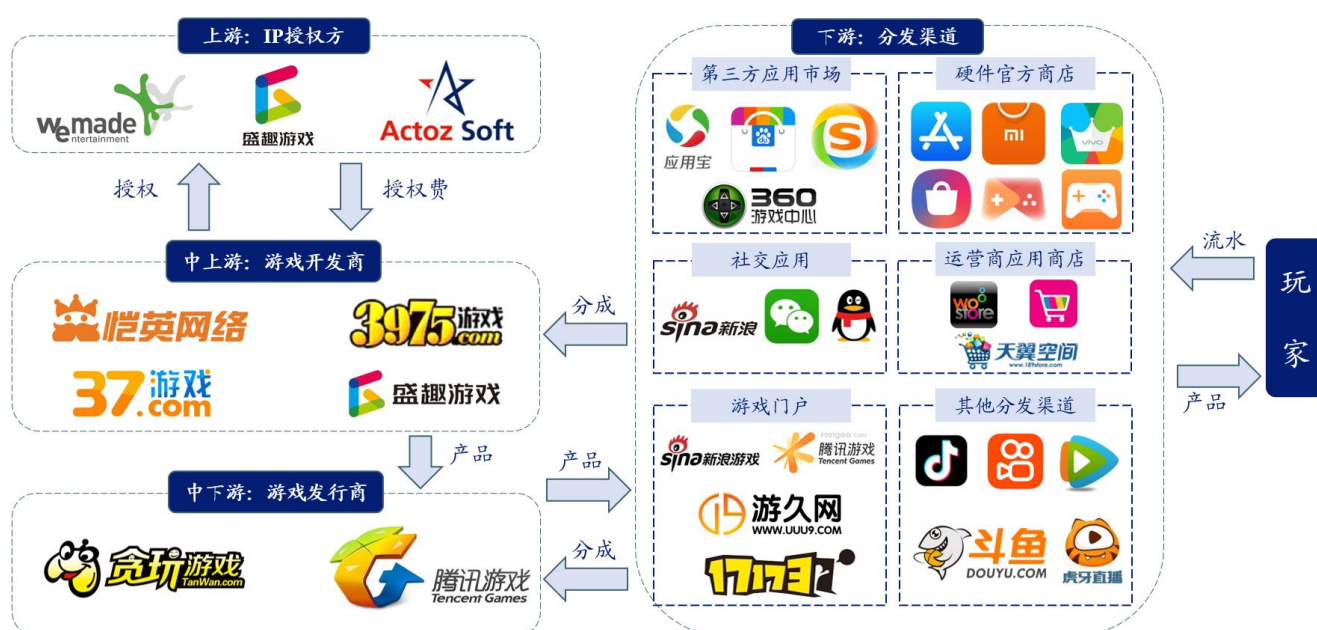 上游：IP授权方
wemade
entertainment
盛趣游戏
Actoz Soft
授权
授权费
中上游：游戏开发商
恺英网络
3975游戏
.com
37.游戏
com
盛趣游戏
产品
中下游：游戏发行商
贪玩游戏
TanWan.com
腾讯游戏
Tencent Games
分成
产品
分成
下游：分发渠道
第三方应用市场
应用宝
S
360
游戏中心
硬件官方商店
mi
vivo
社交应用
sina新浪
运营商应用商店
wo
store
天翼空间
www.189store.com
游戏门户
sina新浪游戏
腾讯游戏
Tencent Games
游久网
WWW.UUU9.COM
17173
其他分发渠道
斗鱼
DOUYU.COM
虎牙直播
流水
产品
玩家